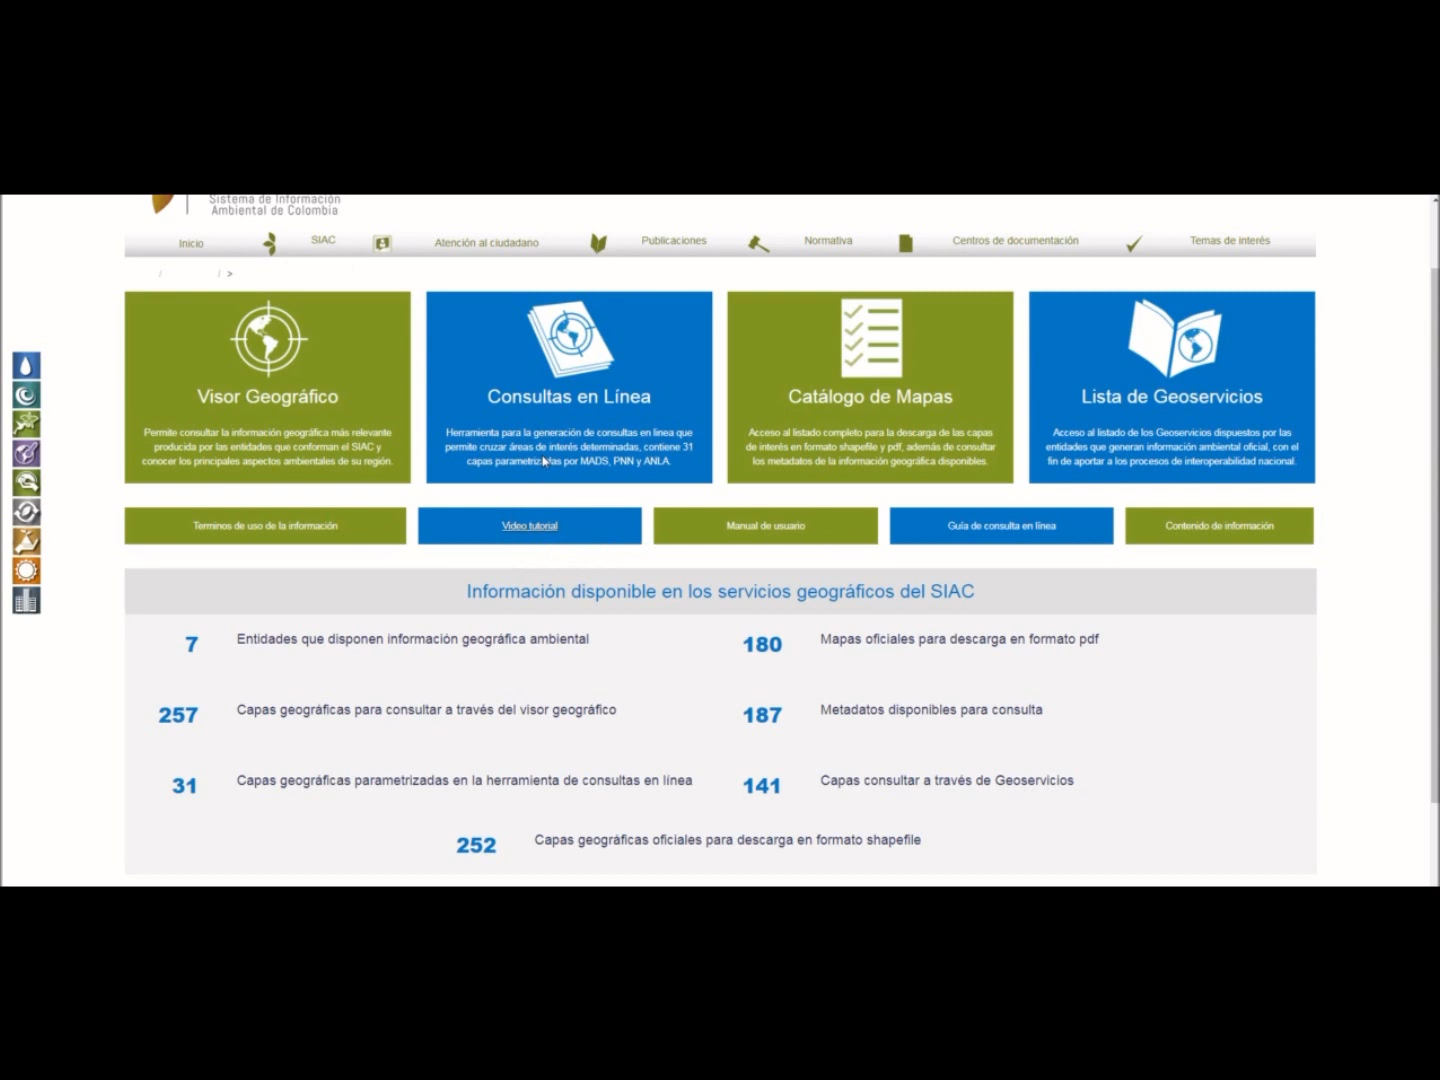 Sistema de Información
Ambiental de Colombia
Inicio
SIAC
Atención al ciudadano
Publicaciones
Normativa
Centros de documentación
Temas de interés
/ / >
Visor Geográfico
Permite consultar la información geográfica más relevante
producida por las entidades que conforman el SIAC y
conocer los principales aspectos ambientales de su región.
Consultas en Línea
Herramienta para la generación de consultas en línea que
permite cruzar áreas de interés determinadas, contiene 31
capas parametrizadas por MADS, PNN y ANLA.
Catálogo de Mapas
Acceso al listado completo para la descarga de las capas
de interés en formato shapefile y pdf, además de consultar
los metadatos de la información geográfica disponibles.
Lista de Geoservicios
Acceso al listado de los Geoservicios dispuestos por las
entidades que generan información ambiental oficial, con el
fin de aportar a los procesos de interoperabilidad nacional.
Terminos de uso de la información
Video tutorial
Manual de usuario
Guía de consulta en línea
Contenido de información
Información disponible en los servicios geográficos del SIAC
7 Entidades que disponen información geográfica ambiental
180 Mapas oficiales para descarga en formato pdf
257 Capas geográficas para consultar a través del visor geográfico
187 Metadatos disponibles para consulta
31 Capas geográficas parametrizadas en la herramienta de consultas en línea
141 Capas consultar a través de Geoservicios
252 Capas geográficas oficiales para descarga en formato shapefile